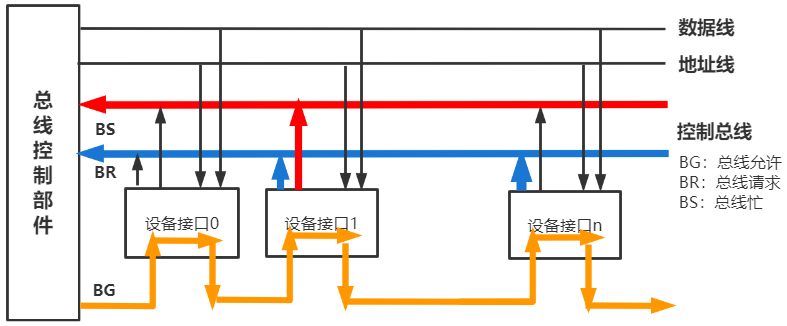 总线控制部件
数据线
地址线
BS
控制总线
BR
BG：总线允许
BR：总线请求
BS：总线忙
设备接口0
设备接口1
设备接口n
BG